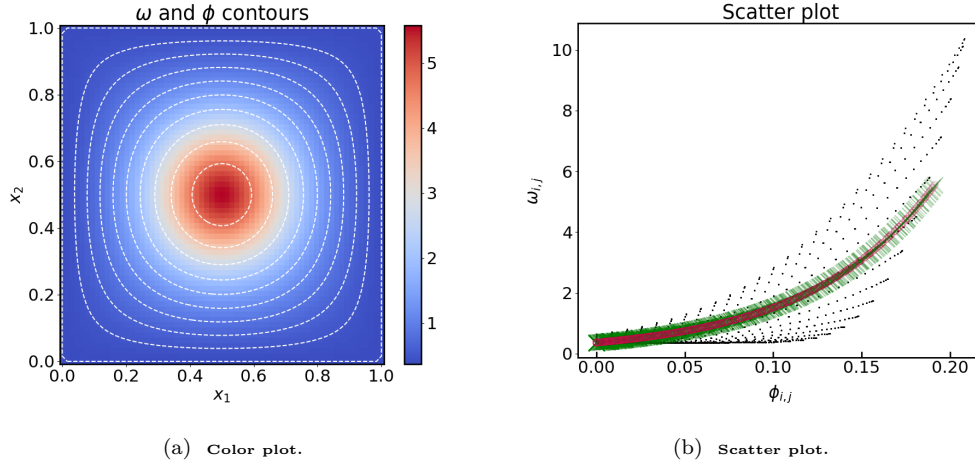 ω and ϕ contours
1.0
0.8
0.6
0.4
0.2
0.0
x₂
0.0 0.2 0.4 0.6 0.8 1.0
x₁
5
4
3
2
1
Scatter plot
10
8
6
4
2
0
ωᵢ,ⱼ
0.00 0.05 0.10 0.15 0.20
ϕᵢ,ⱼ
(a) Color plot.
(b) Scatter plot.